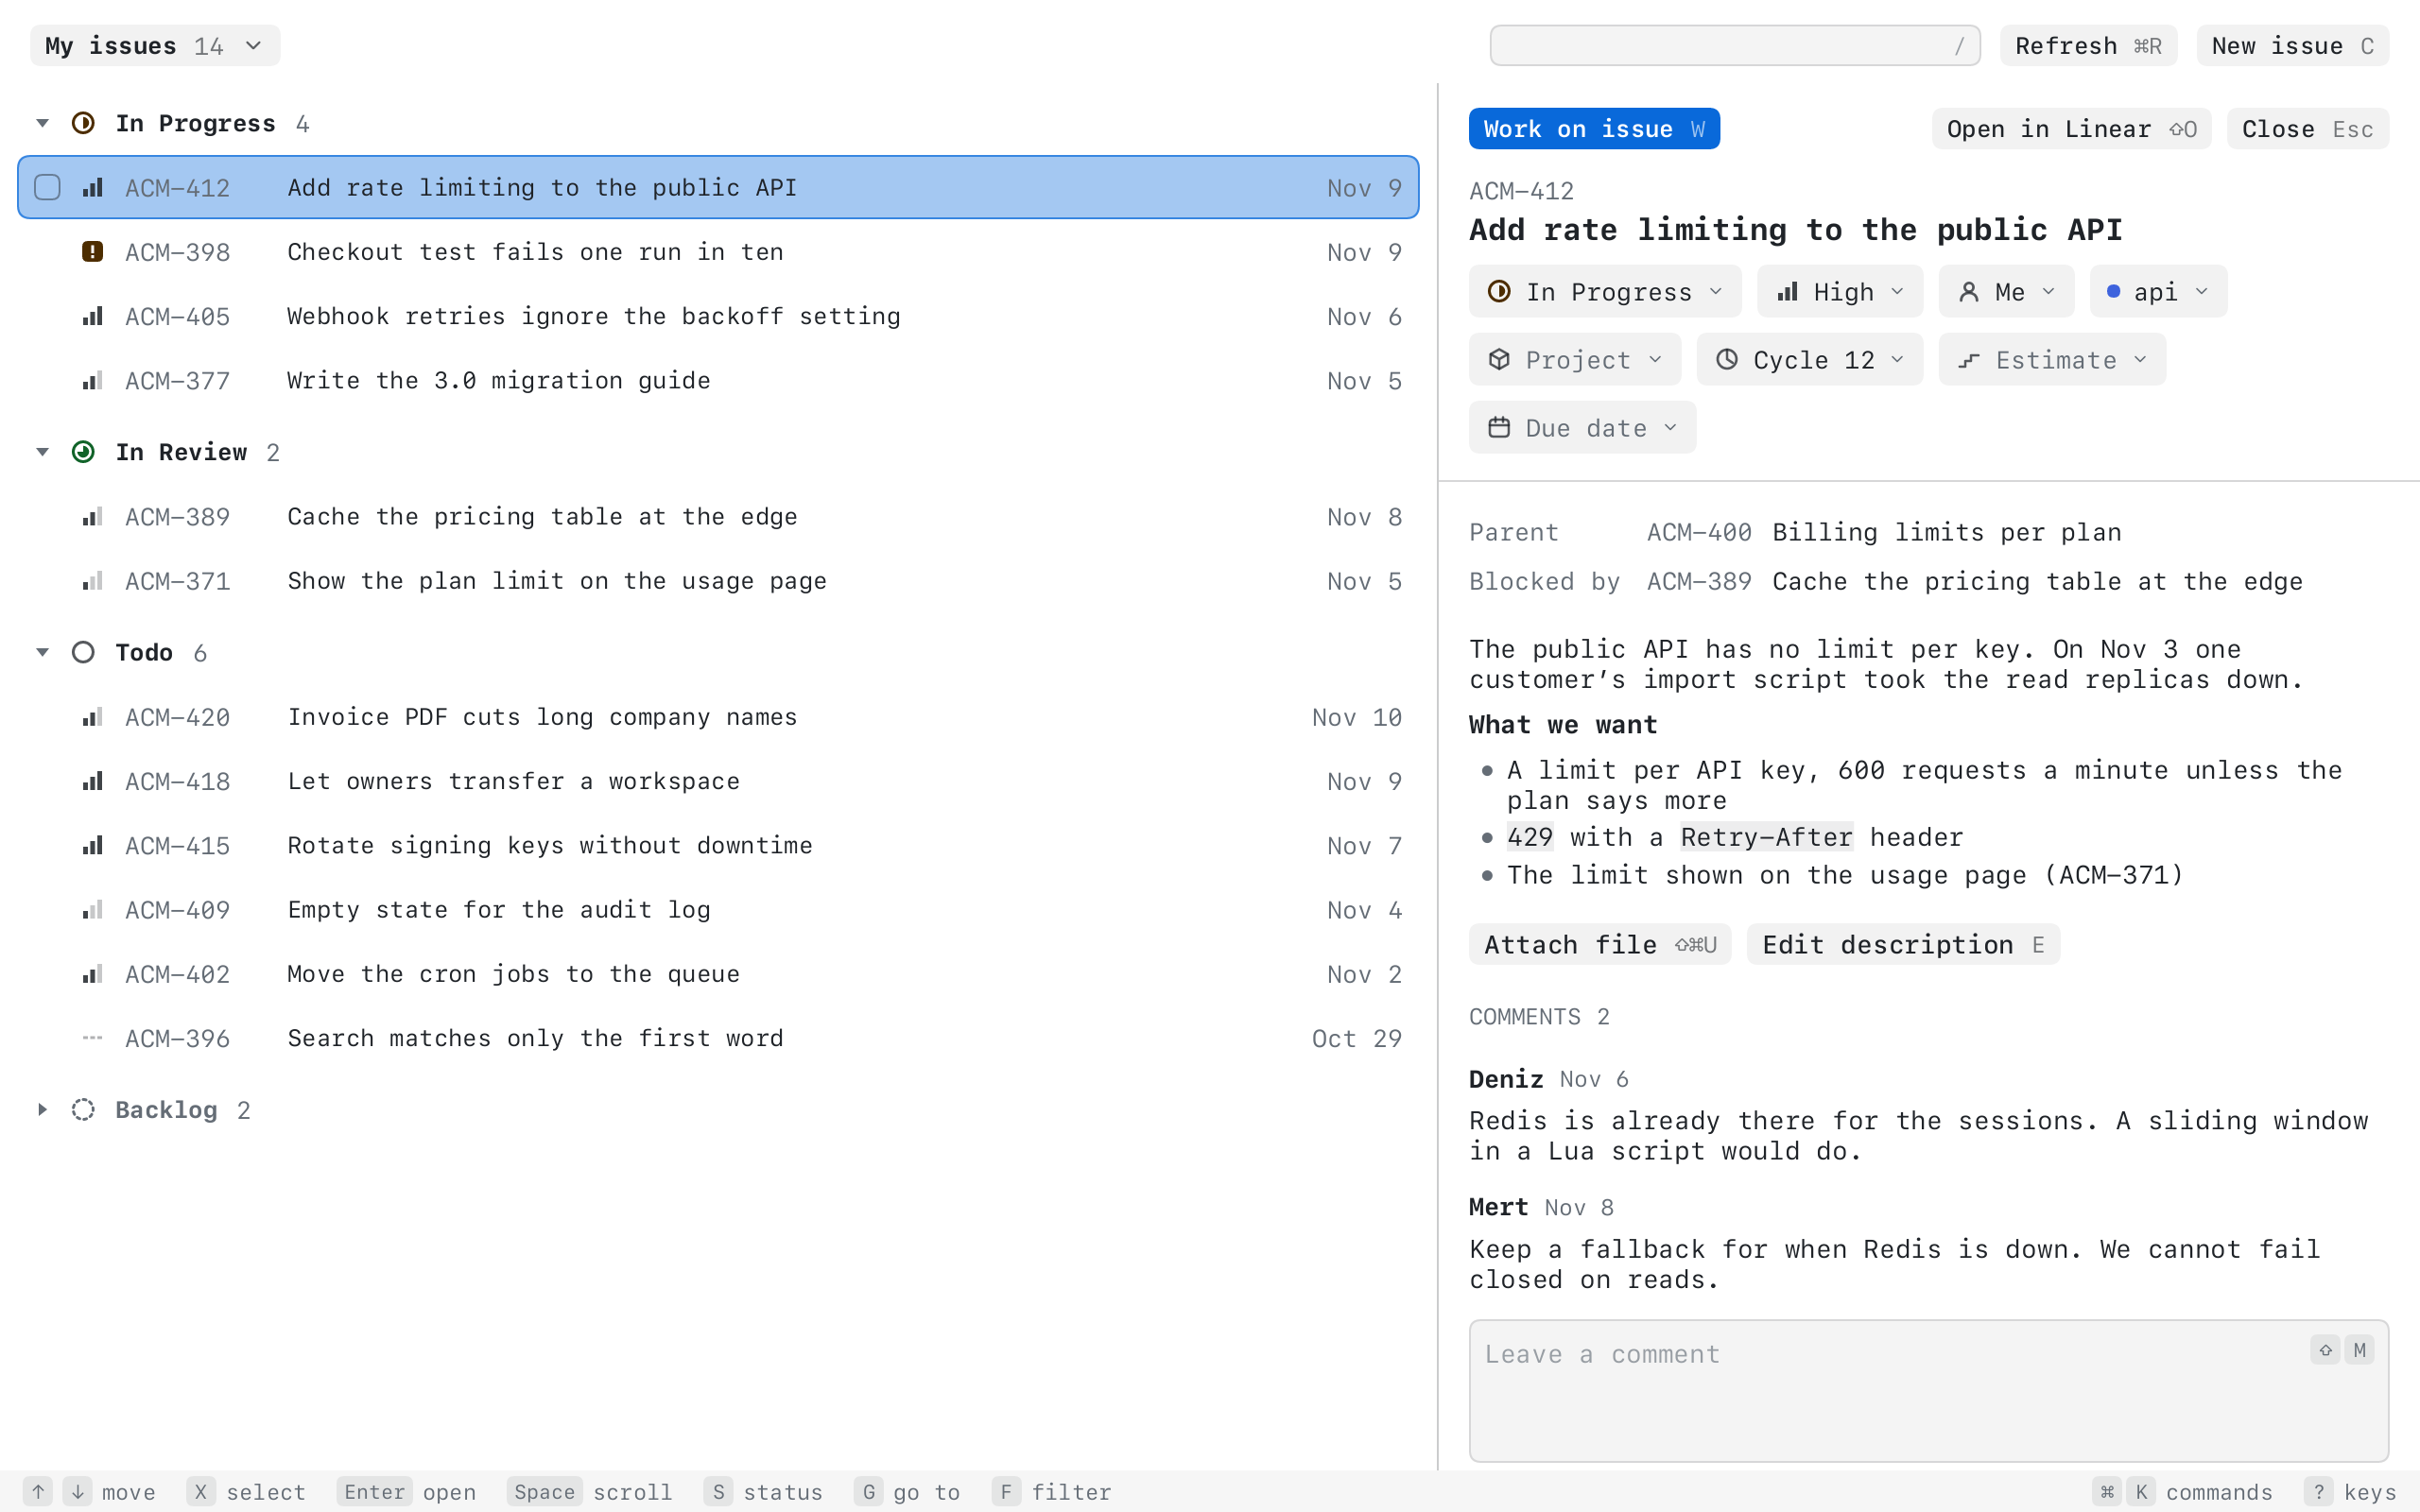 My issues 14
/
Refresh ⌘R
New issue C
In Progress 4
ACM-412 Add rate limiting to the public API Nov 9
ACM-398 Checkout test fails one run in ten Nov 9
ACM-405 Webhook retries ignore the backoff setting Nov 6
ACM-377 Write the 3.0 migration guide Nov 5
In Review 2
ACM-389 Cache the pricing table at the edge Nov 8
ACM-371 Show the plan limit on the usage page Nov 5
Todo 6
ACM-420 Invoice PDF cuts long company names Nov 10
ACM-418 Let owners transfer a workspace Nov 9
ACM-415 Rotate signing keys without downtime Nov 7
ACM-409 Empty state for the audit log Nov 4
ACM-402 Move the cron jobs to the queue Nov 2
ACM-396 Search matches only the first word Oct 29
Backlog 2
Work on issue W
Open in Linear ⇧O
Close Esc
ACM-412
Add rate limiting to the public API
In Progress High Me api
Project Cycle 12 Estimate
Due date
Parent ACM-400 Billing limits per plan
Blocked by ACM-389 Cache the pricing table at the edge
The public API has no limit per key. On Nov 3 one
customer’s import script took the read replicas down.
What we want
• A limit per API key, 600 requests a minute unless the
plan says more
• 429 with a Retry-After header
• The limit shown on the usage page (ACM-371)
Attach file ⇧⌘U
Edit description E
COMMENTS 2
Deniz Nov 6
Redis is already there for the sessions. A sliding window
in a Lua script would do.
Mert Nov 8
Keep a fallback for when Redis is down. We cannot fail
closed on reads.
Leave a comment ⇧ M
↑ ↓ move X select Enter open Space scroll S status G go to F filter
⌘ K commands ? keys